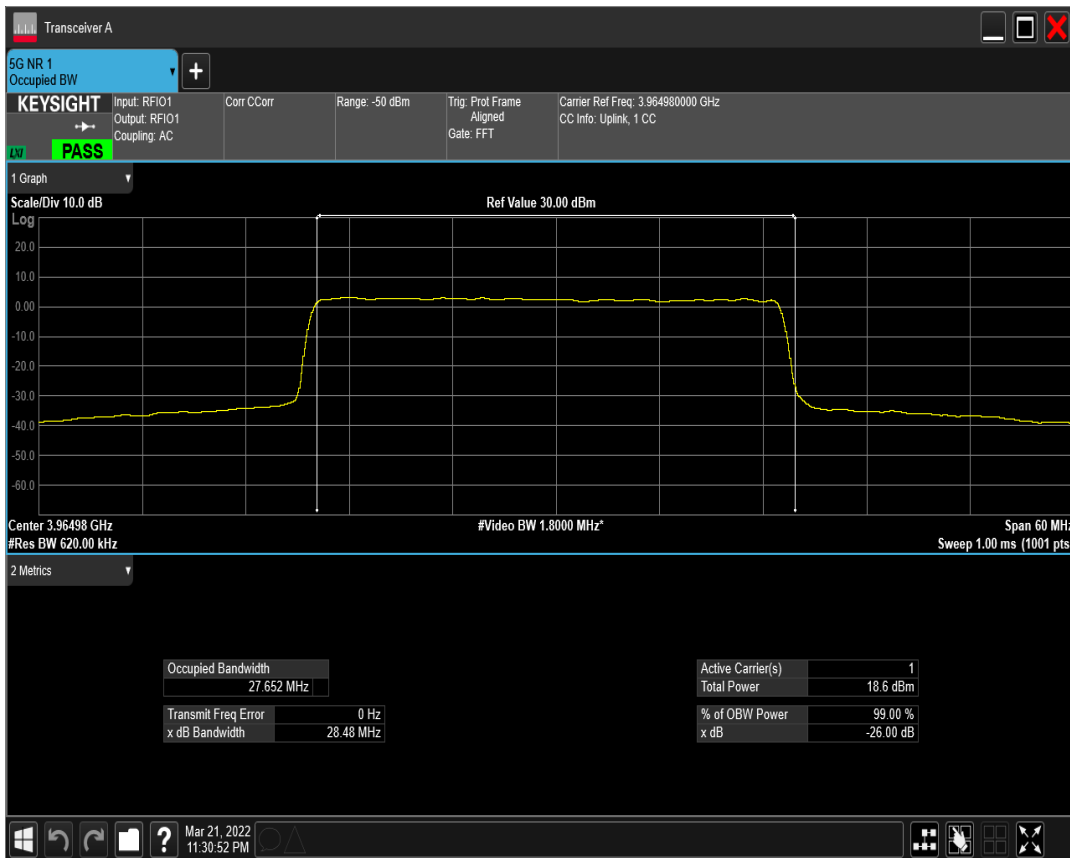 Transceiver A
5G NR 1
Occupied BW
+
KEYSIGHT
LXI
PASS
Input: RFIO1
Output: RFIO1
Coupling: AC
Corr CCorr
Range: -50 dBm
Trig: Prot Frame
Aligned
Gate: FFT
Carrier Ref Freq: 3.964980000 GHz
CC Info: Uplink, 1 CC
1 Graph
Scale/Div 10.0 dB
Ref Value 30.00 dBm
Log
20.0
10.0
0.00
-10.0
-20.0
-30.0
-40.0
-50.0
-60.0
Center 3.96498 GHz
#Video BW 1.8000 MHz*
Span 60 MHz
#Res BW 620.00 kHz
Sweep 1.00 ms (1001 pts
2 Metrics
Occupied Bandwidth
27.652 MHz
Transmit Freq Error 0 Hz
x dB Bandwidth 28.48 MHz
Active Carrier(s) 1
Total Power 18.6 dBm
% of OBW Power 99.00 %
x dB -26.00 dB
?
Mar 21, 2022
11:30:52 PM